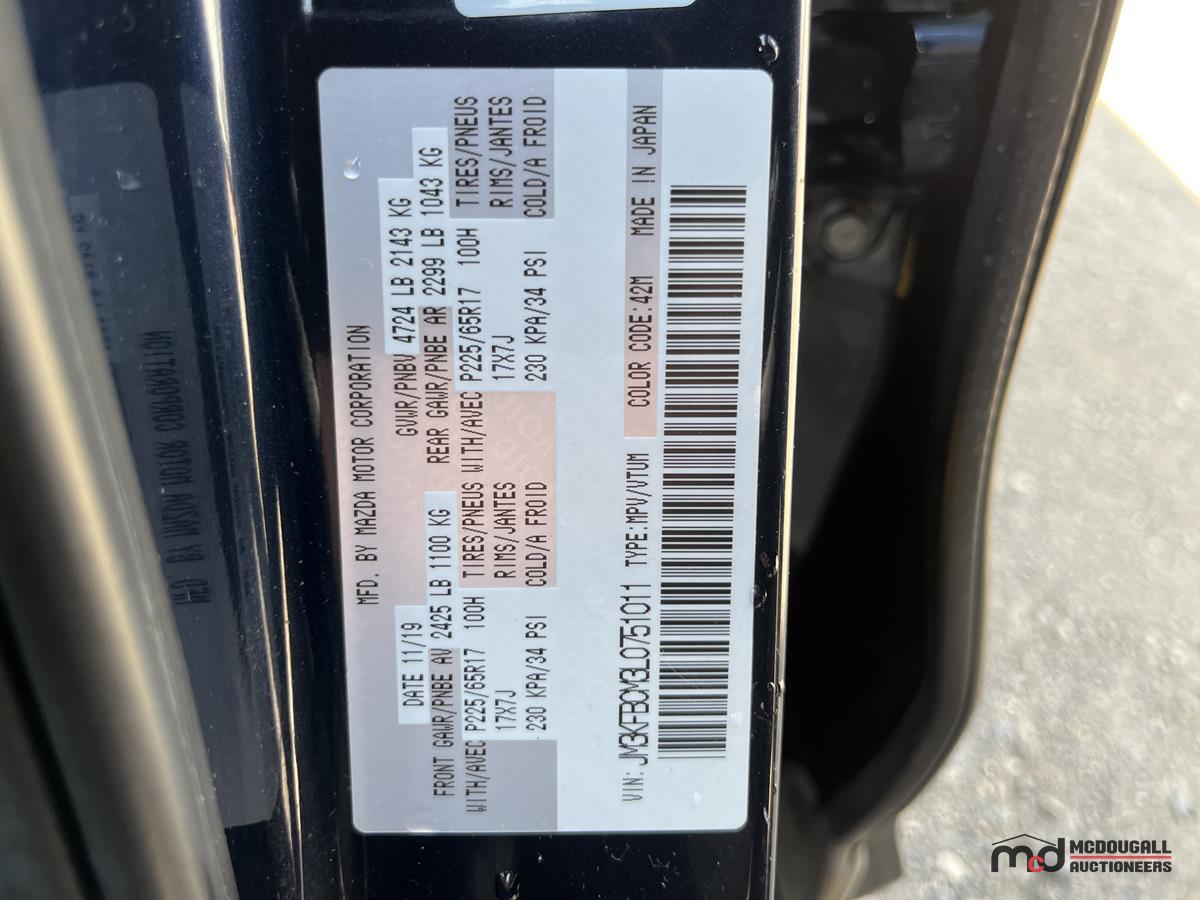 MFD. BY MAZDA MOTOR CORPORATION
DATE 11/19 GVWR/PNBV 4724 LB 2143 KG
FRONT GAWR/PNBE AV 2425 LB 1100 KG REAR GAWR/PNBE AR 2299 LB 1043 KG
WITH/AVEC P225/65R17 100H TIRES/PNEUS WITH/AVEC P225/65R17 100H TIRES/PNEUS
17X7J RIMS/JANTES 17X7J RIMS/JANTES
230 KPA/34 PSI COLD/A FROID 230 KPA/34 PSI COLD/A FROID
VIN: JM3KFBCM3L0751011 TYPE:MPV/VTUM COLOR CODE:42M MADE IN JAPAN
mcd MCDOUGALL
AUCTIONEERS